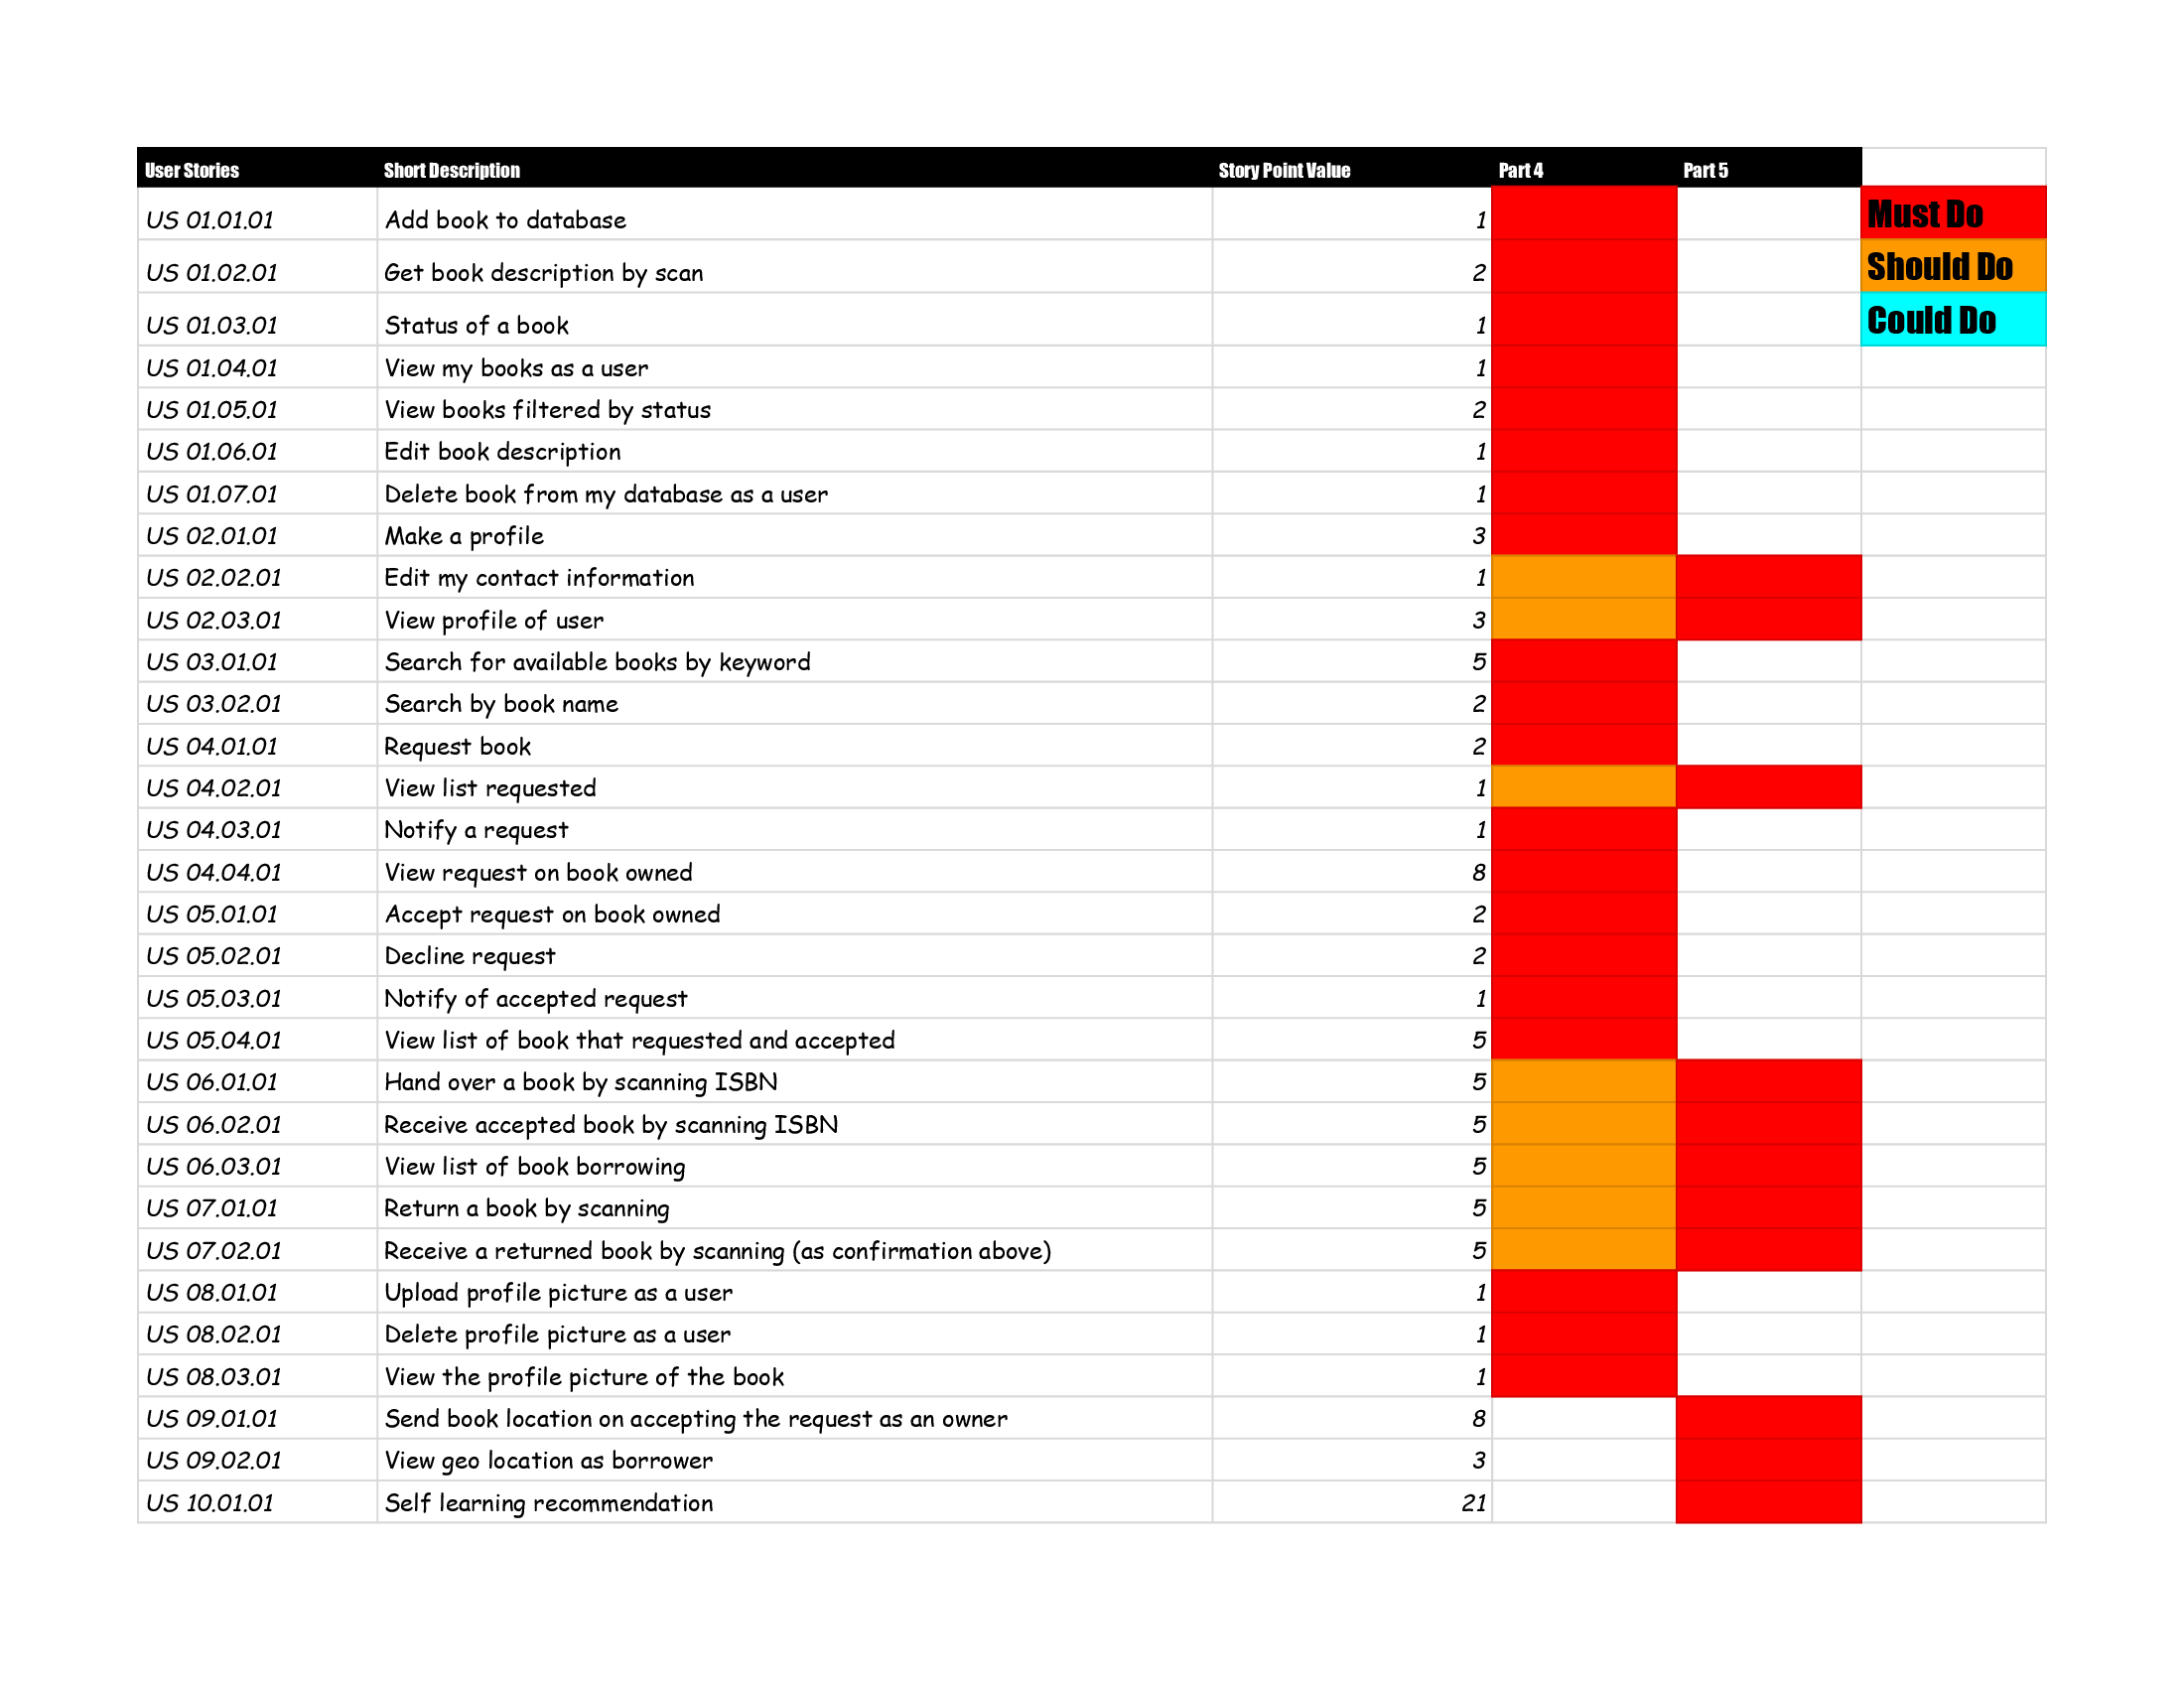 User Stories Short Description Story Point Value Part 4 Part 5
US 01.01.01 Add book to database 1 Must Do
US 01.02.01 Get book description by scan 2 Should Do
US 01.03.01 Status of a book 1 Could Do
US 01.04.01 View my books as a user 1
US 01.05.01 View books filtered by status 2
US 01.06.01 Edit book description 1
US 01.07.01 Delete book from my database as a user 1
US 02.01.01 Make a profile 3
US 02.02.01 Edit my contact information 1
US 02.03.01 View profile of user 3
US 03.01.01 Search for available books by keyword 5
US 03.02.01 Search by book name 2
US 04.01.01 Request book 2
US 04.02.01 View list requested 1
US 04.03.01 Notify a request 1
US 04.04.01 View request on book owned 8
US 05.01.01 Accept request on book owned 2
US 05.02.01 Decline request 2
US 05.03.01 Notify of accepted request 1
US 05.04.01 View list of book that requested and accepted 5
US 06.01.01 Hand over a book by scanning ISBN 5
US 06.02.01 Receive accepted book by scanning ISBN 5
US 06.03.01 View list of book borrowing 5
US 07.01.01 Return a book by scanning 5
US 07.02.01 Receive a returned book by scanning (as confirmation above) 5
US 08.01.01 Upload profile picture as a user 1
US 08.02.01 Delete profile picture as a user 1
US 08.03.01 View the profile picture of the book 1
US 09.01.01 Send book location on accepting the request as an owner 8
US 09.02.01 View geo location as borrower 3
US 10.01.01 Self learning recommendation 21